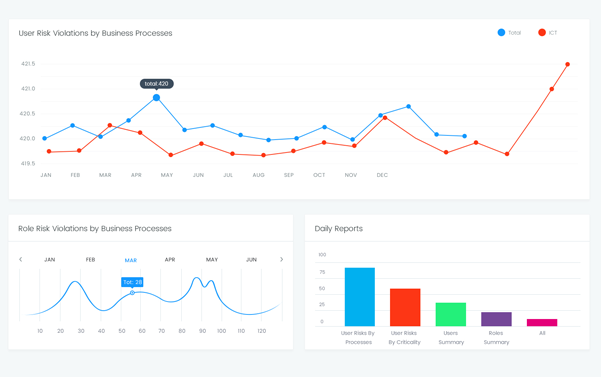 User Risk Violations by Business Processes
Total
ICT
421.5
421.0
420.5
420.0
419.5
total:420
JAN FEB MAR APR MAY JUN JUL AUG SEP OCT NOV DEC
Role Risk Violations by Business Processes
JAN FEB MAR APR MAY JUN
Tot: 28
10 20 30 40 50 60 70 80 90 100 110 120
Daily Reports
100
75
50
25
0
User Risks By Processes
User Risks By Criticality
Users Summary
Roles Summary
All